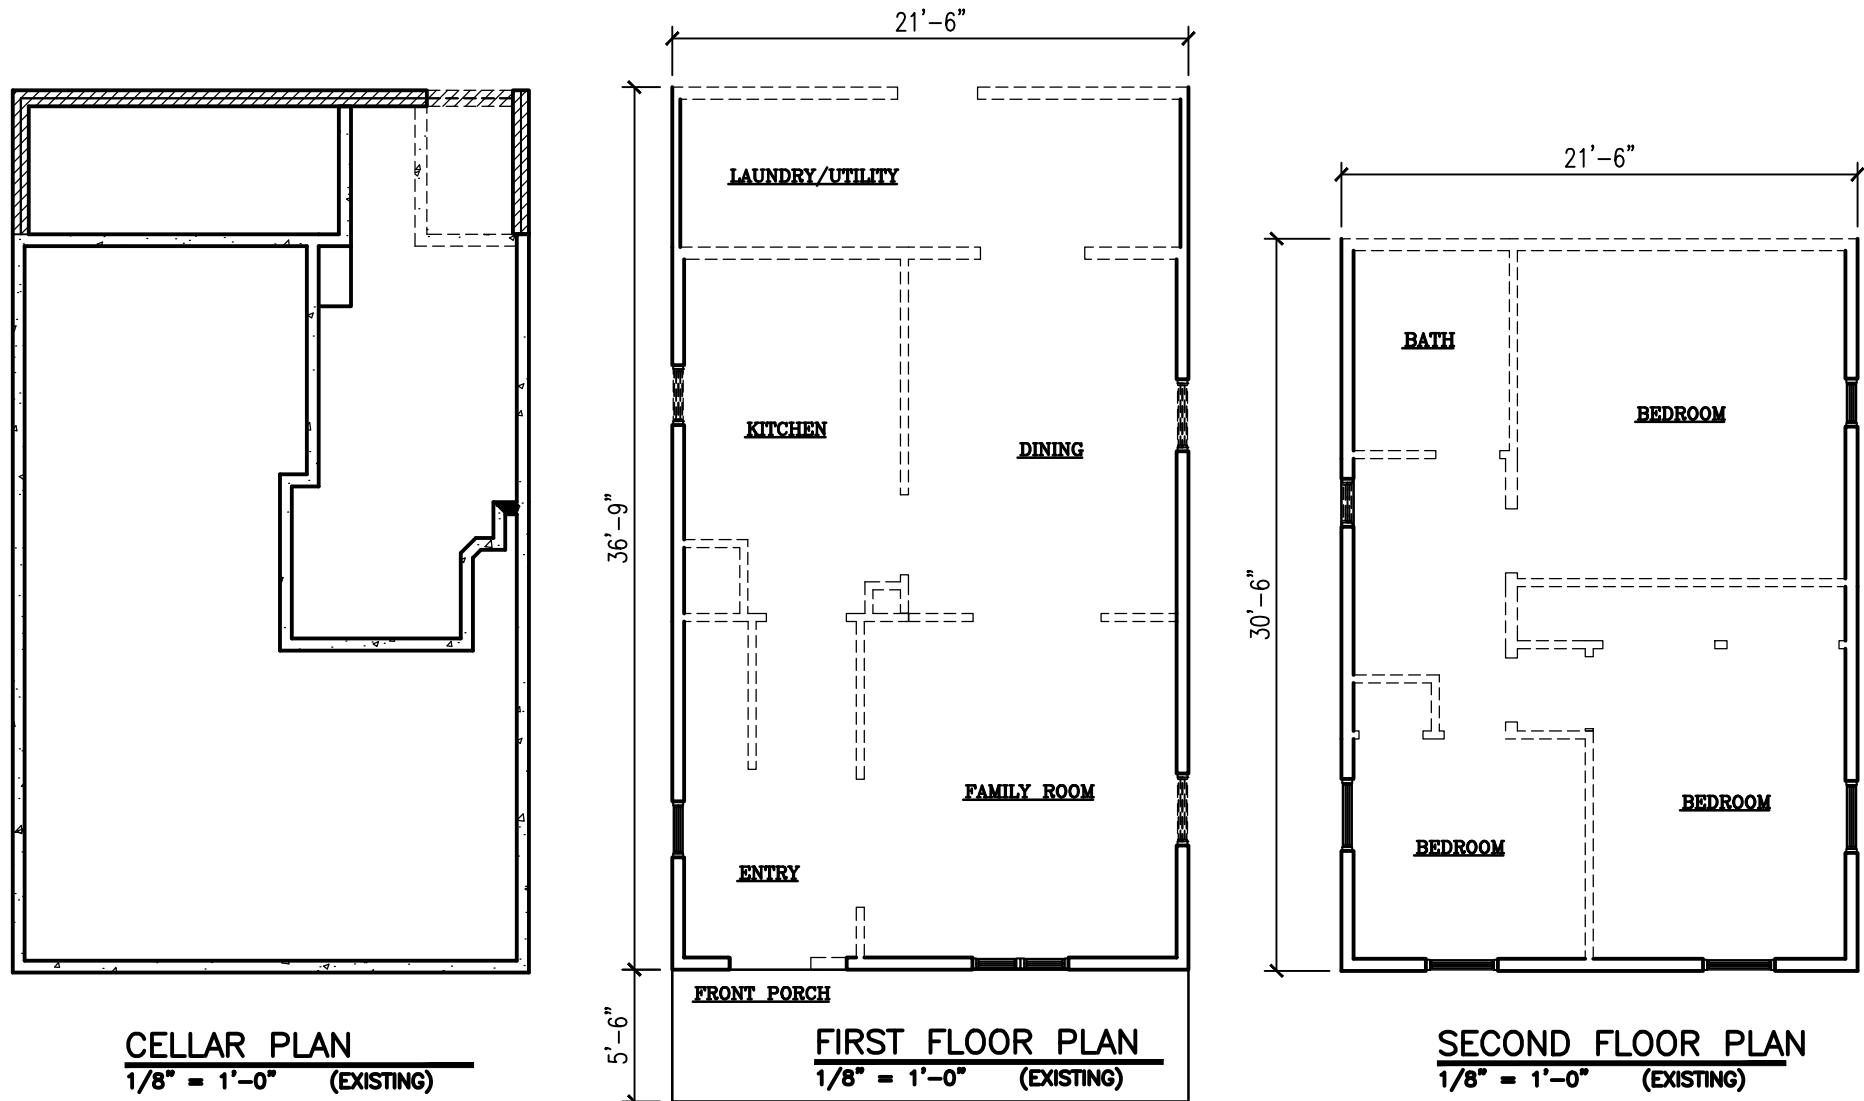 CELLAR PLAN
1/8" = 1'-0" (EXISTING)
21'-6"
36'-9"
5'-6"
LAUNDRY/UTILITY
KITCHEN
DINING
FAMILY ROOM
ENTRY
FRONT PORCH
FIRST FLOOR PLAN
1/8" = 1'-0" (EXISTING)
21'-6"
30'-6"
BATH
BEDROOM
BEDROOM
BEDROOM
SECOND FLOOR PLAN
1/8" = 1'-0" (EXISTING)